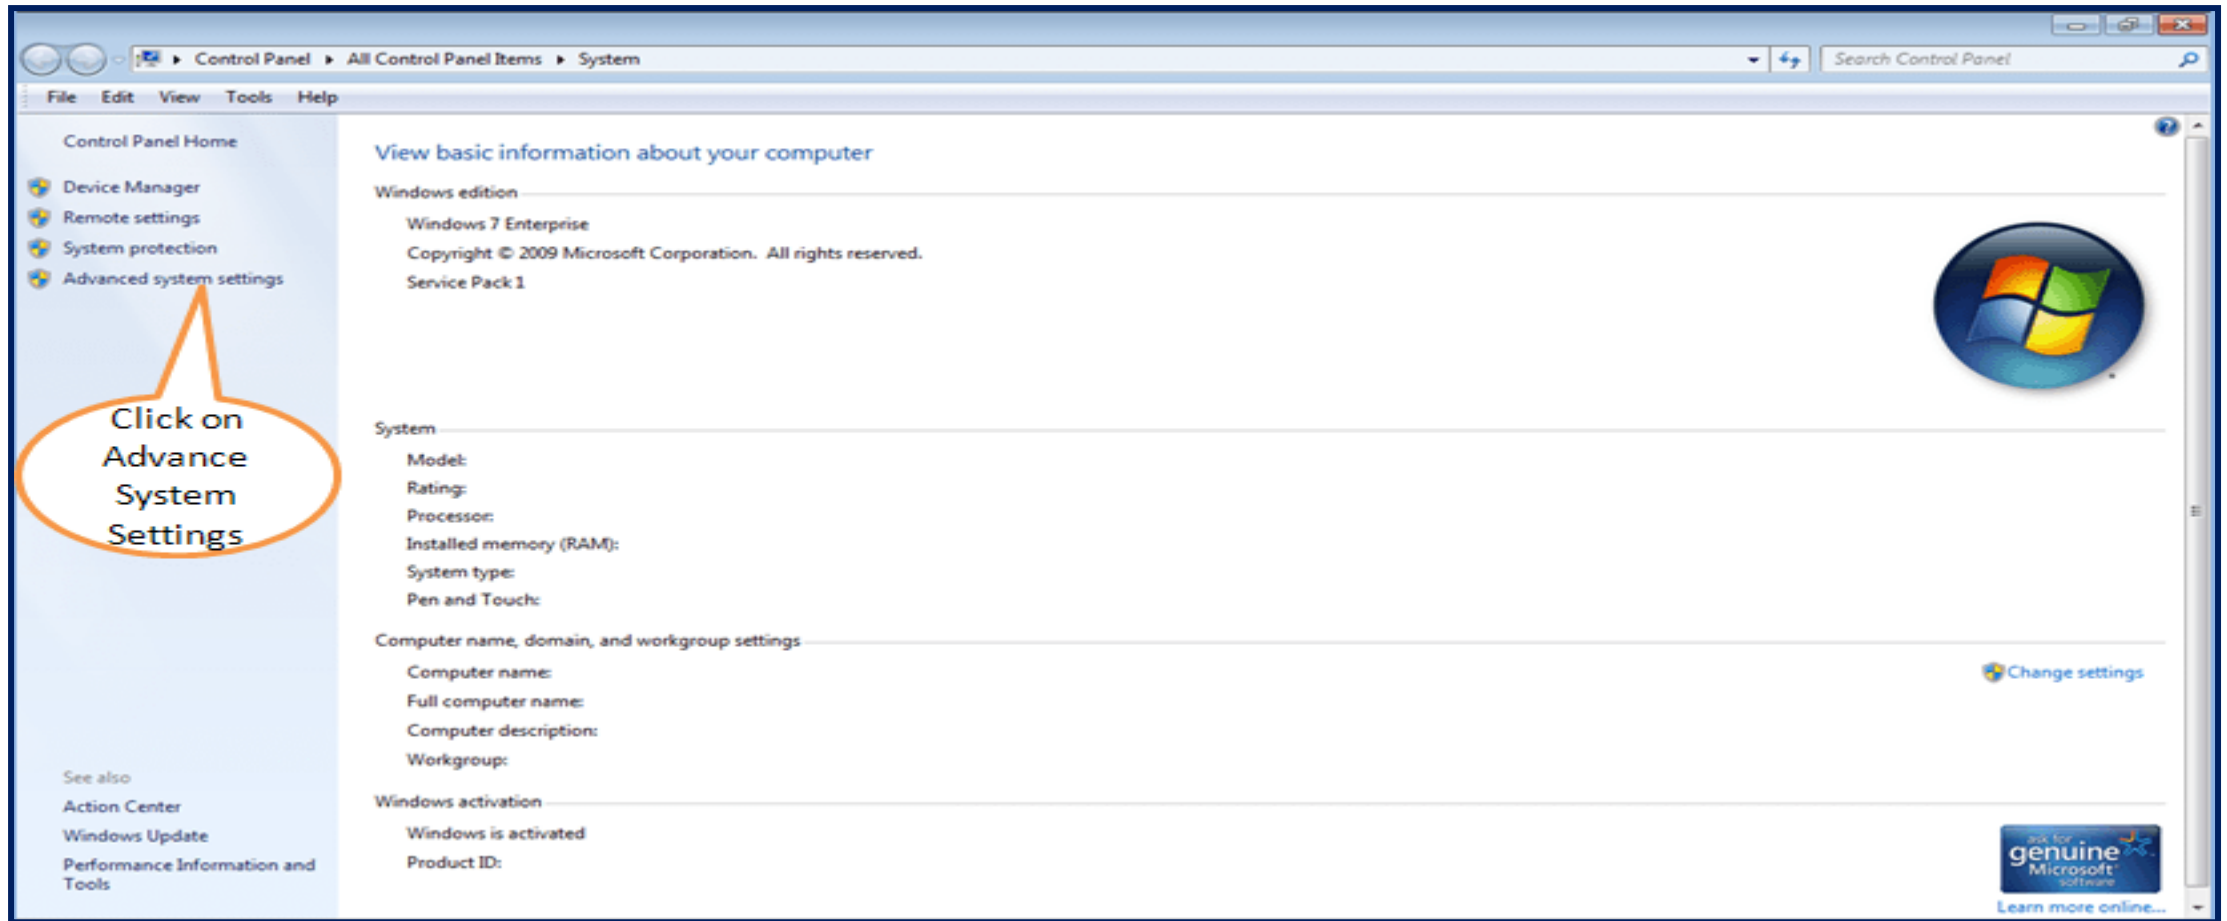 Control Panel All Control Panel Items System
Search Control Panel
File Edit View Tools Help
Control Panel Home
Device Manager
Remote settings
System protection
Advanced system settings
Click on
Advance
System
Settings
See also
Action Center
Windows Update
Performance Information and
Tools
View basic information about your computer
Windows edition
Windows 7 Enterprise
Copyright © 2009 Microsoft Corporation. All rights reserved.
Service Pack 1
System
Model:
Rating:
Processor:
Installed memory (RAM):
System type:
Pen and Touch:
Computer name, domain, and workgroup settings
Computer name:
Change settings
Full computer name:
Computer description:
Workgroup:
Windows activation
Windows is activated
Product ID:
ask for
genuine
Microsoft
software
Learn more online...